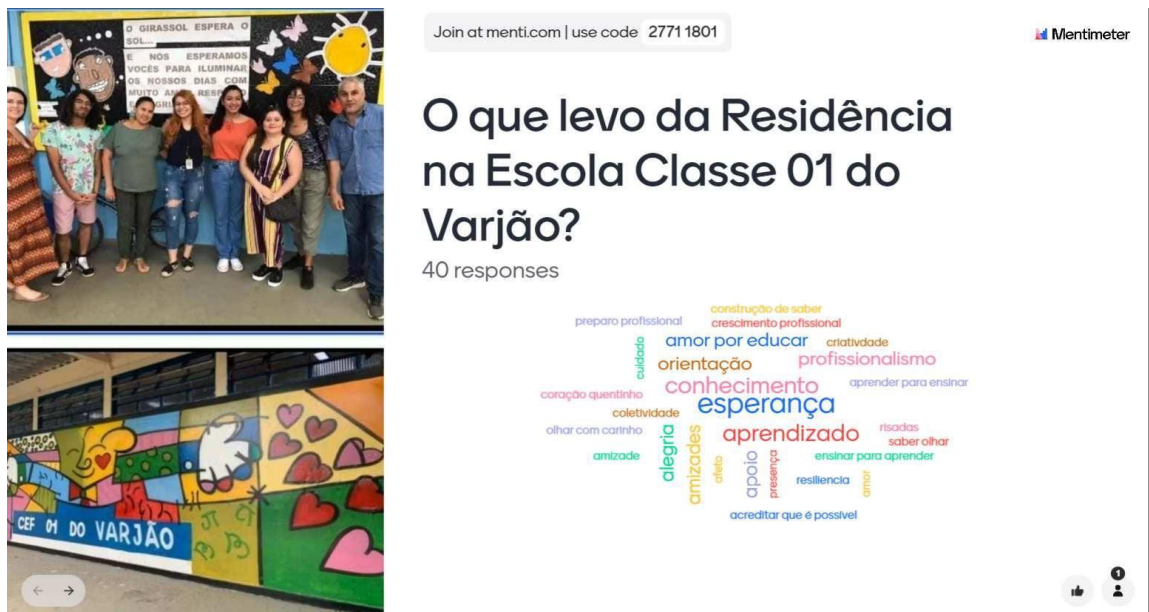 O GIRASSOL ESPERA O
SOL...
E NÓS ESPERAMOS
VOCÊS PARA ILUMINAR
OS NOSSOS DIAS COM
MUITO
CEF 01 DO VARJÃO
Join at menti.com | use code 2771 1801
Mentimeter
O que levo da Residência
na Escola Classe 01 do
Varjão?
40 responses
construção de saber
preparo profissional
crescimento profissional
cuidado
amor por educar
criativdade
orientação
profissionalismo
conhecimento
aprender para ensinar
coração quentinho
esperança
coletividade
olhar com carinho
alegria
amizades
aprendizado
risadas
saber olhar
amizade
afeto
apoio
presença
ensinar para aprender
resiliencia
amor
acreditar que é possível
1